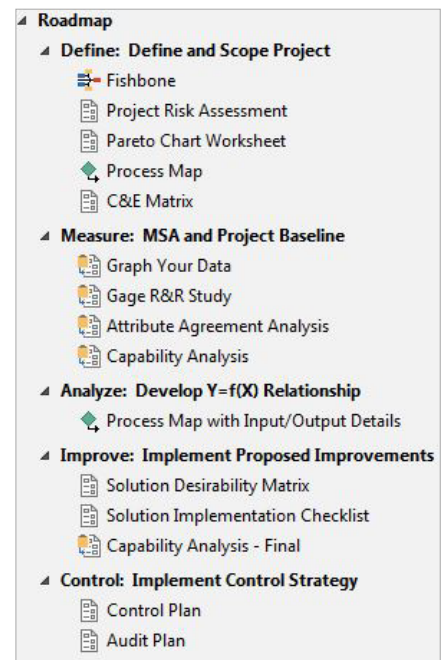 Roadmap
Define: Define and Scope Project
Fishbone
Project Risk Assessment
Pareto Chart Worksheet
Process Map
C&E Matrix
Measure: MSA and Project Baseline
Graph Your Data
Gage R&R Study
Attribute Agreement Analysis
Capability Analysis
Analyze: Develop Y=f(X) Relationship
Process Map with Input/Output Details
Improve: Implement Proposed Improvements
Solution Desirability Matrix
Solution Implementation Checklist
Capability Analysis - Final
Control: Implement Control Strategy
Control Plan
Audit Plan